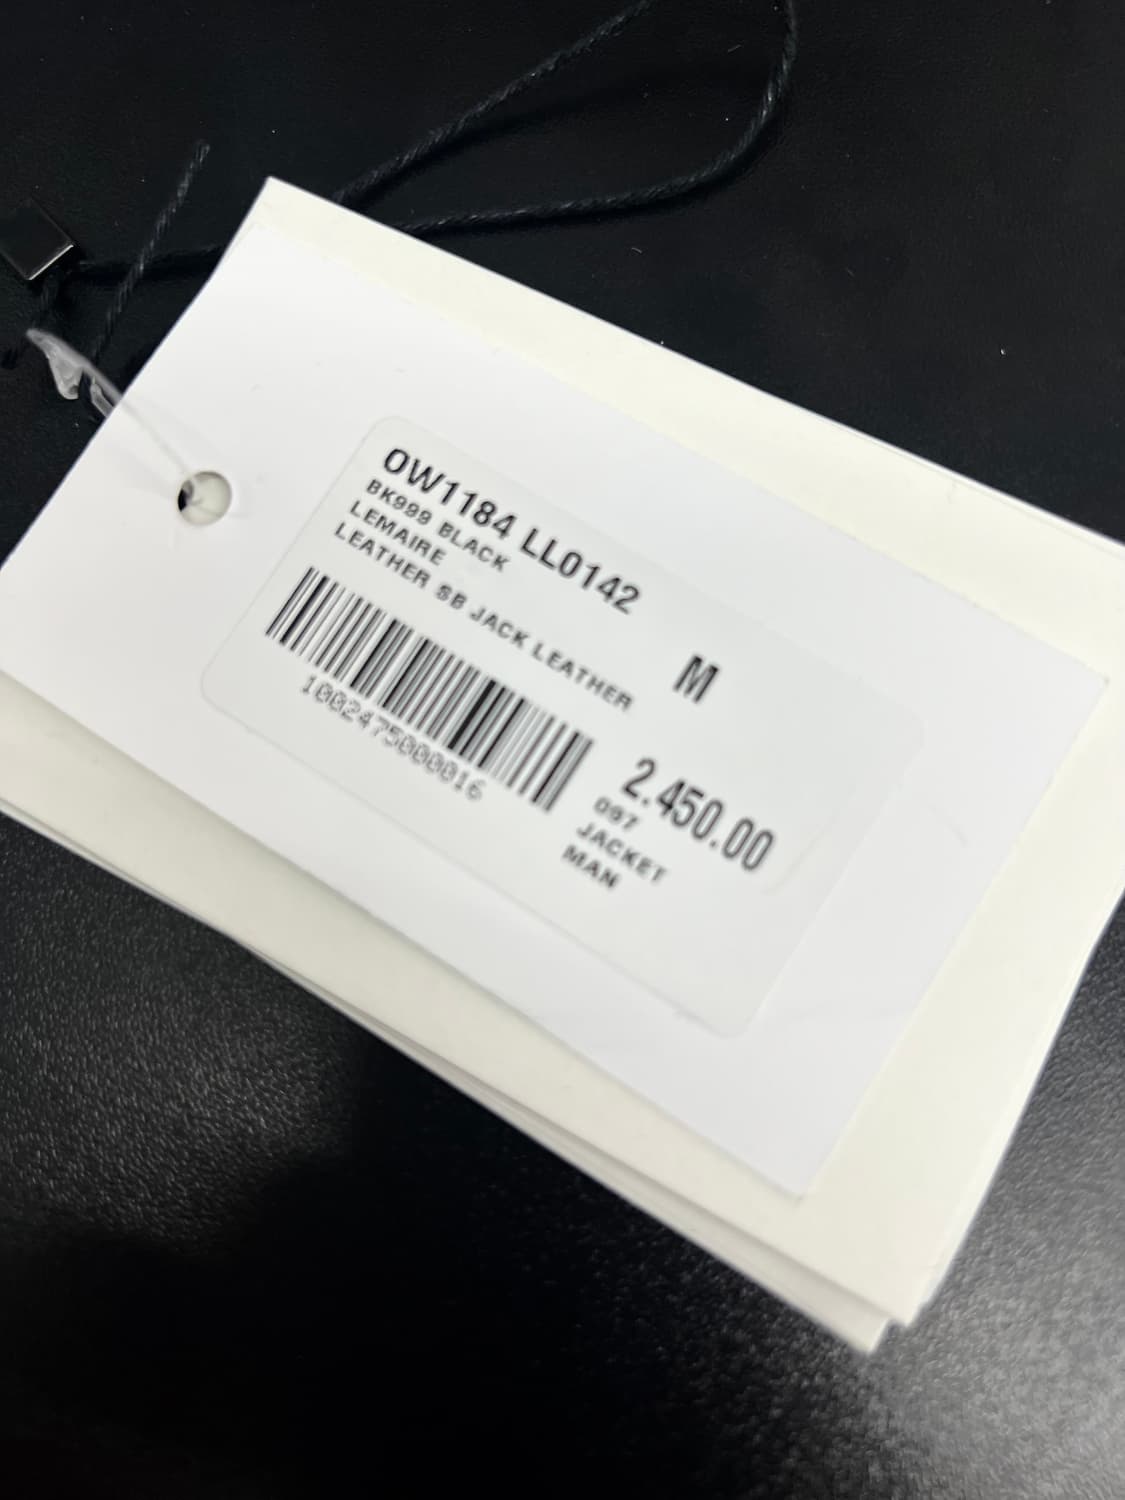 OW1184 LL0142
BK999 BLACK
LEMAIRE
LEATHER SB JACK LEATHER
M
1002475000016
2.450.00
097
JACKET
MAN